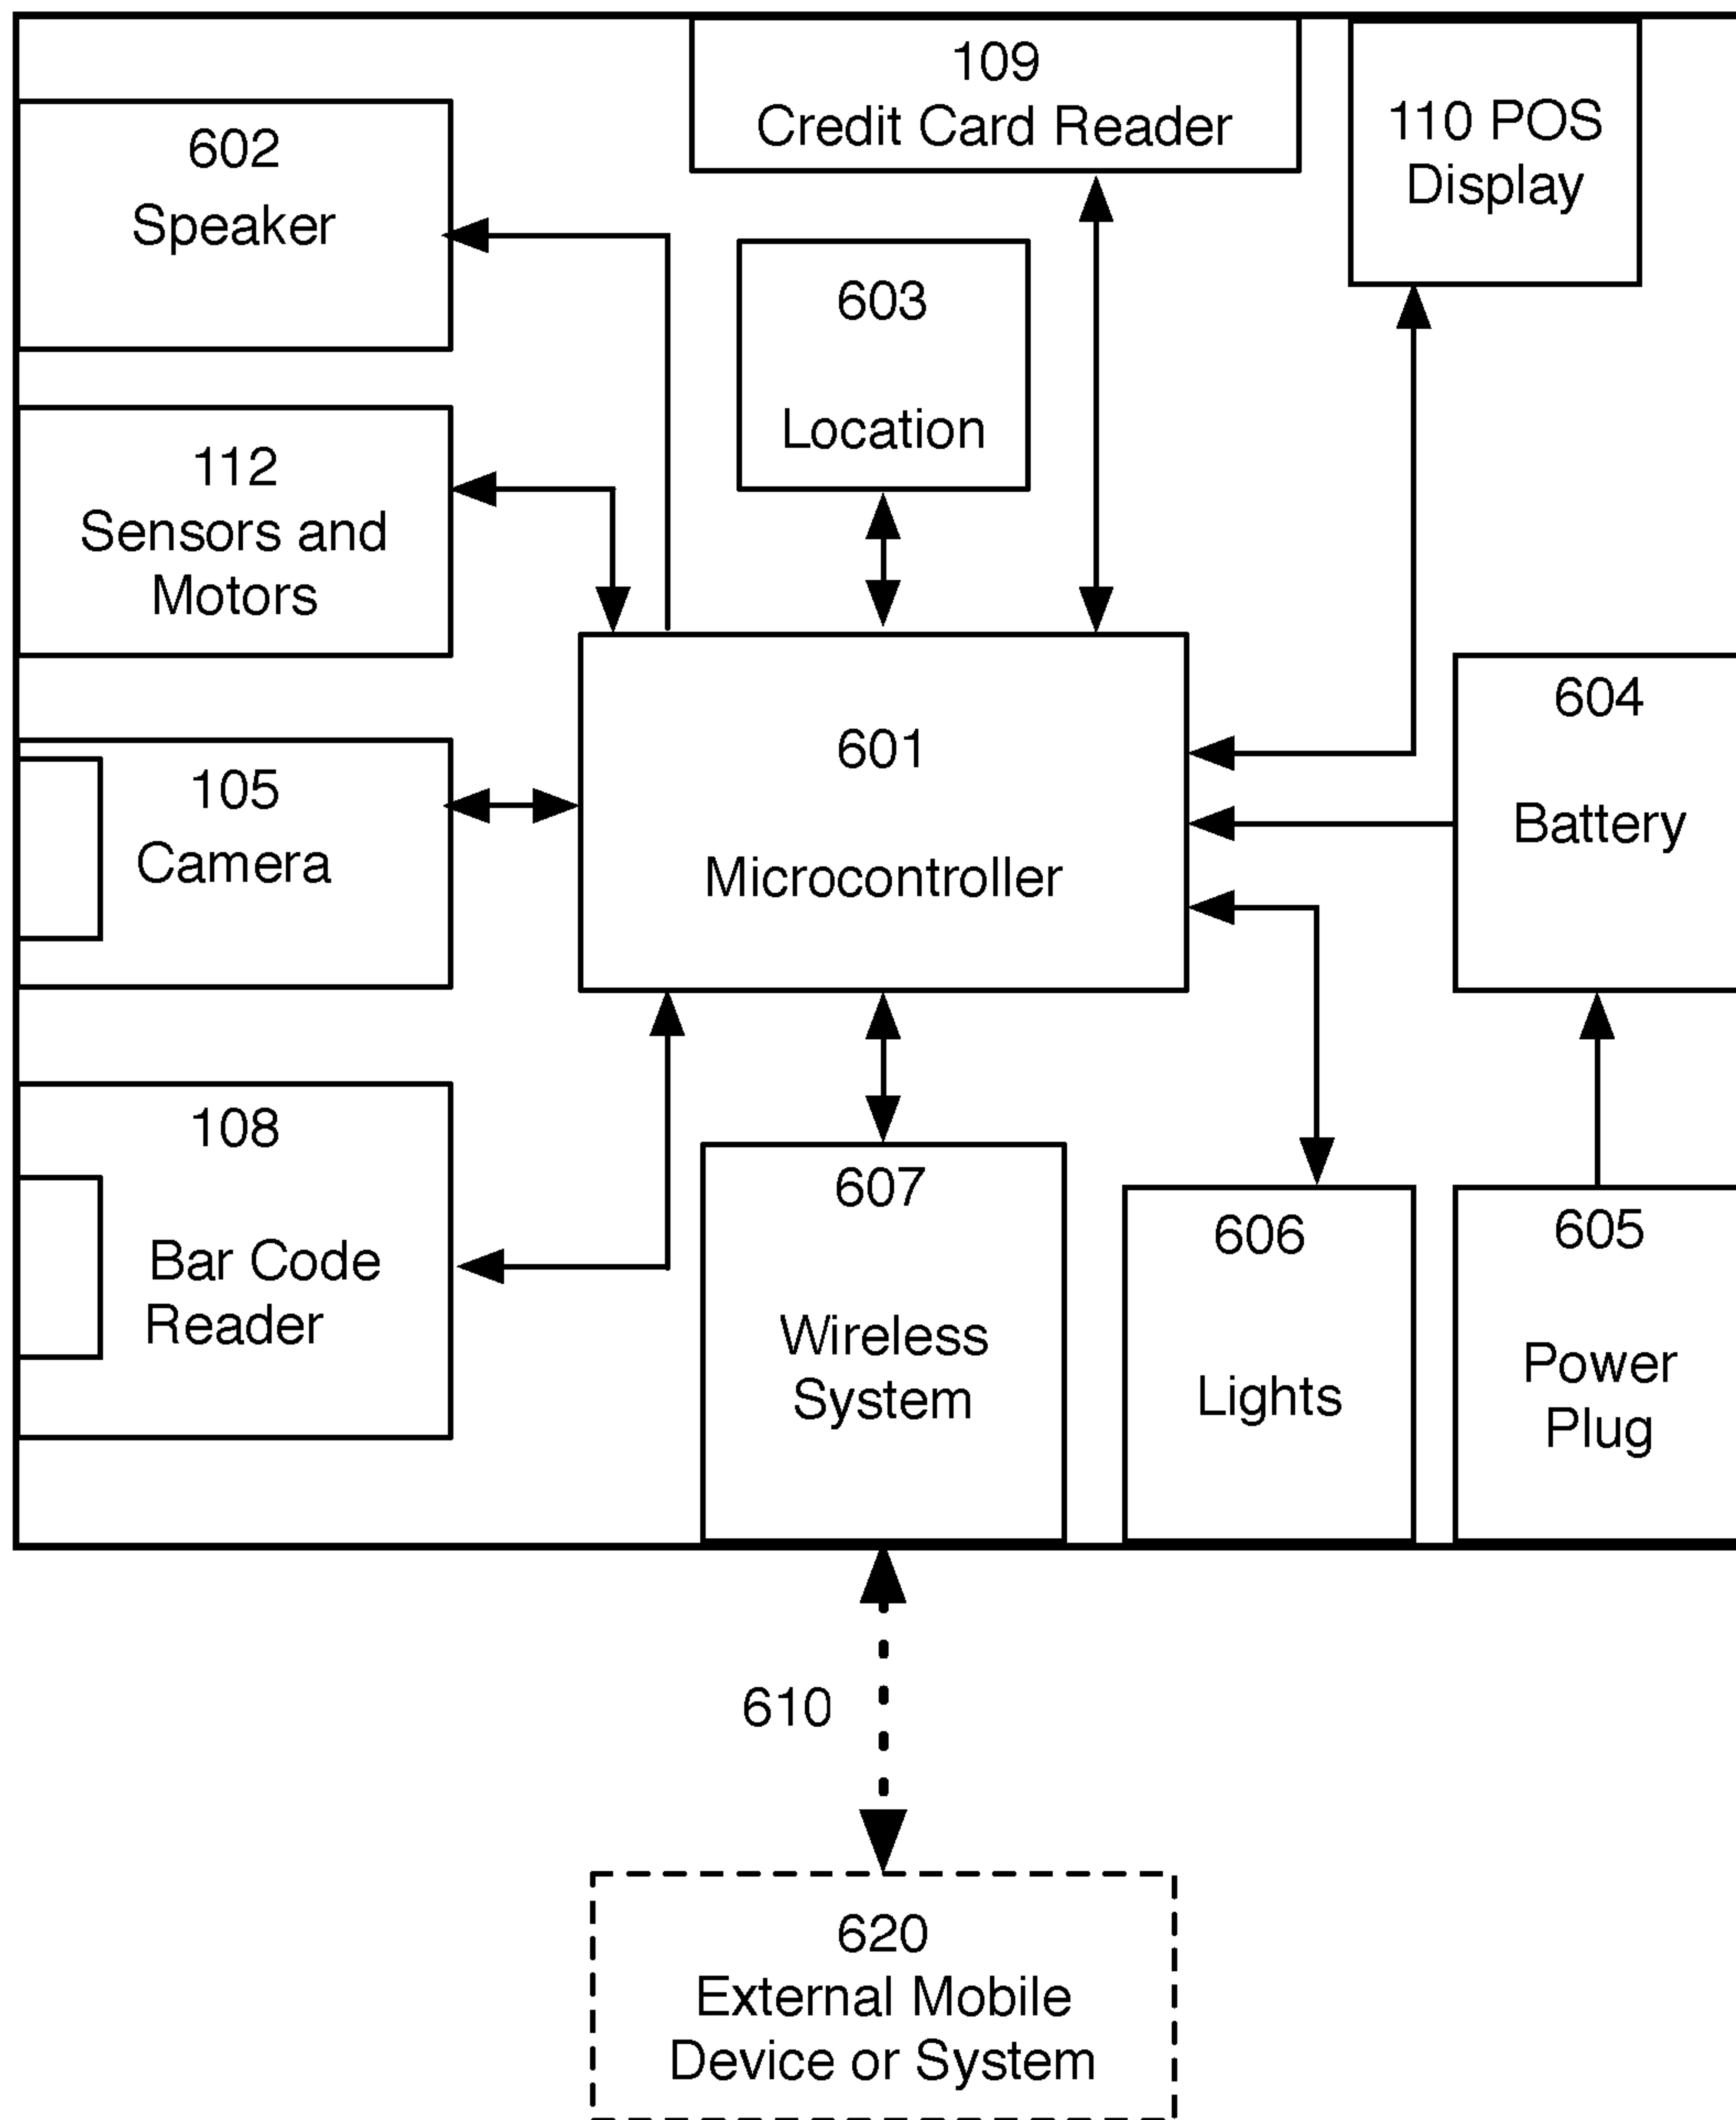 109
Credit Card Reader
110 POS
Display
602
Speaker
603
Location
112
Sensors and
Motors
604
Battery
601
Microcontroller
105
Camera
108
Bar Code
Reader
607
Wireless
System
606
Lights
605
Power
Plug
610
620
External Mobile
Device or System